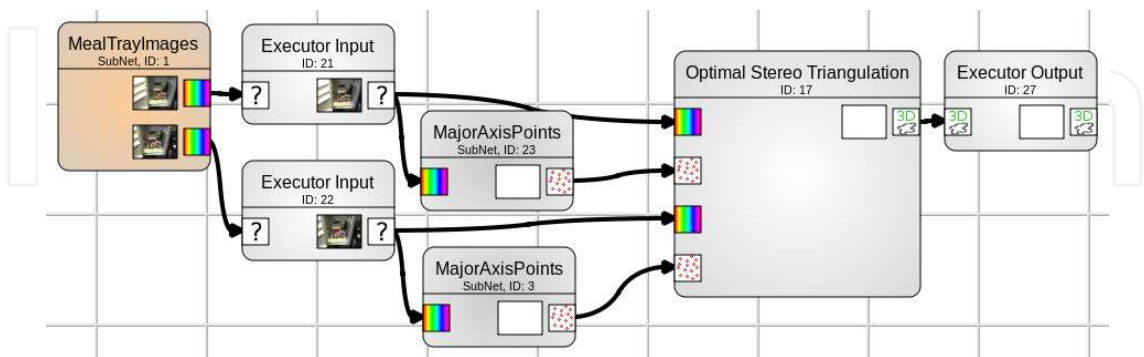 MealTrayImages
SubNet, ID: 1
Executor Input
ID: 21
?
?
Executor Input
ID: 22
?
?
MajorAxisPoints
SubNet, ID: 23
MajorAxisPoints
SubNet, ID: 3
Optimal Stereo Triangulation
ID: 17
3D
Executor Output
ID: 27
3D
3D